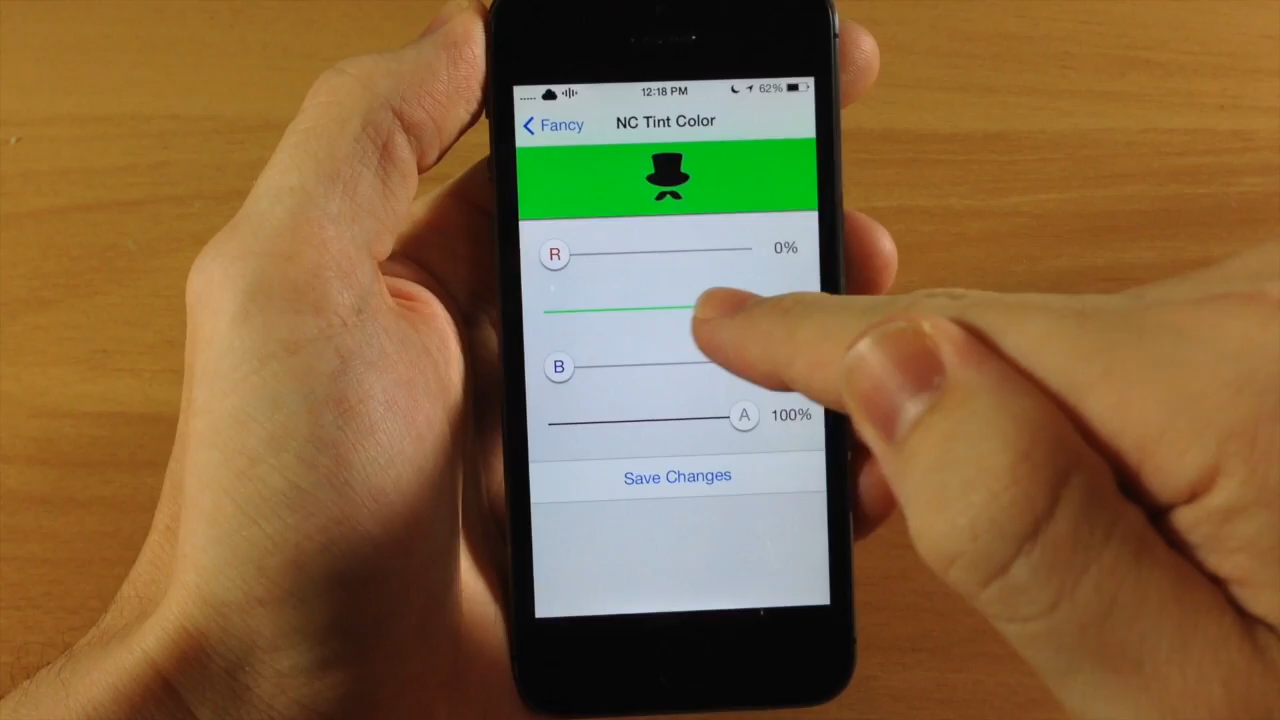 12:18 PM
62%
Fancy
NC Tint Color
R
0%
B
A
100%
Save Changes